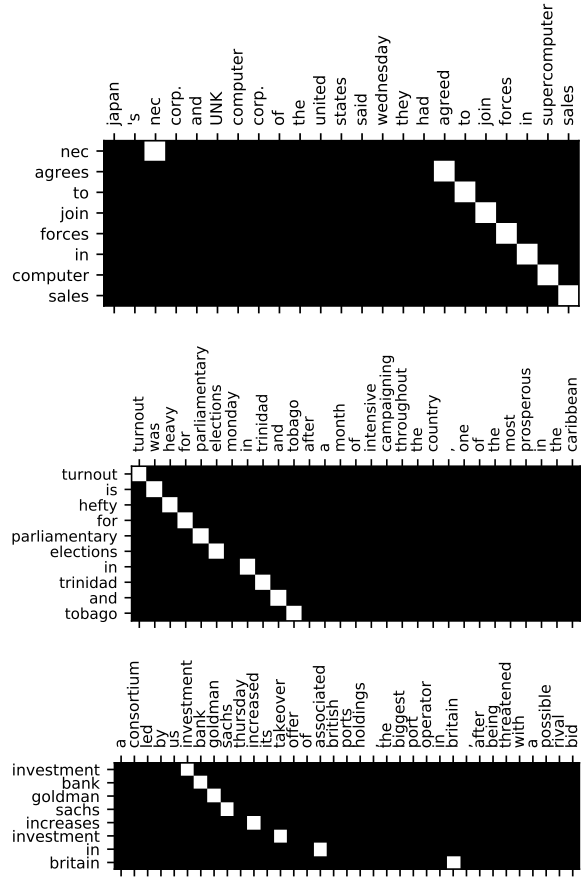 japan
's
nec
corp.
and
UNK
computer
corp.
of
the
united
states
said
wednesday
they
had
agreed
to
join
forces
in
supercomputer
sales
nec
agrees
to
join
forces
in
computer
sales
turnout
was
heavy
for
parliamentary
elections
monday
in
trinidad
and
tobago
after
a
month
of
intensive
campaigning
throughout
the
country
,
one
of
the
most
prosperous
in
the
caribbean
turnout
is
hefty
for
parliamentary
elections
in
trinidad
and
tobago
a
consortium
led
by
us
investment
bank
goldman
sachs
thursday
increased
its
takeover
offer
of
associated
british
ports
holdings
,
the
biggest
port
operator
in
britain
,
after
being
threatened
with
a
possible
rival
bid
investment
bank
goldman
sachs
increases
investment
in
britain